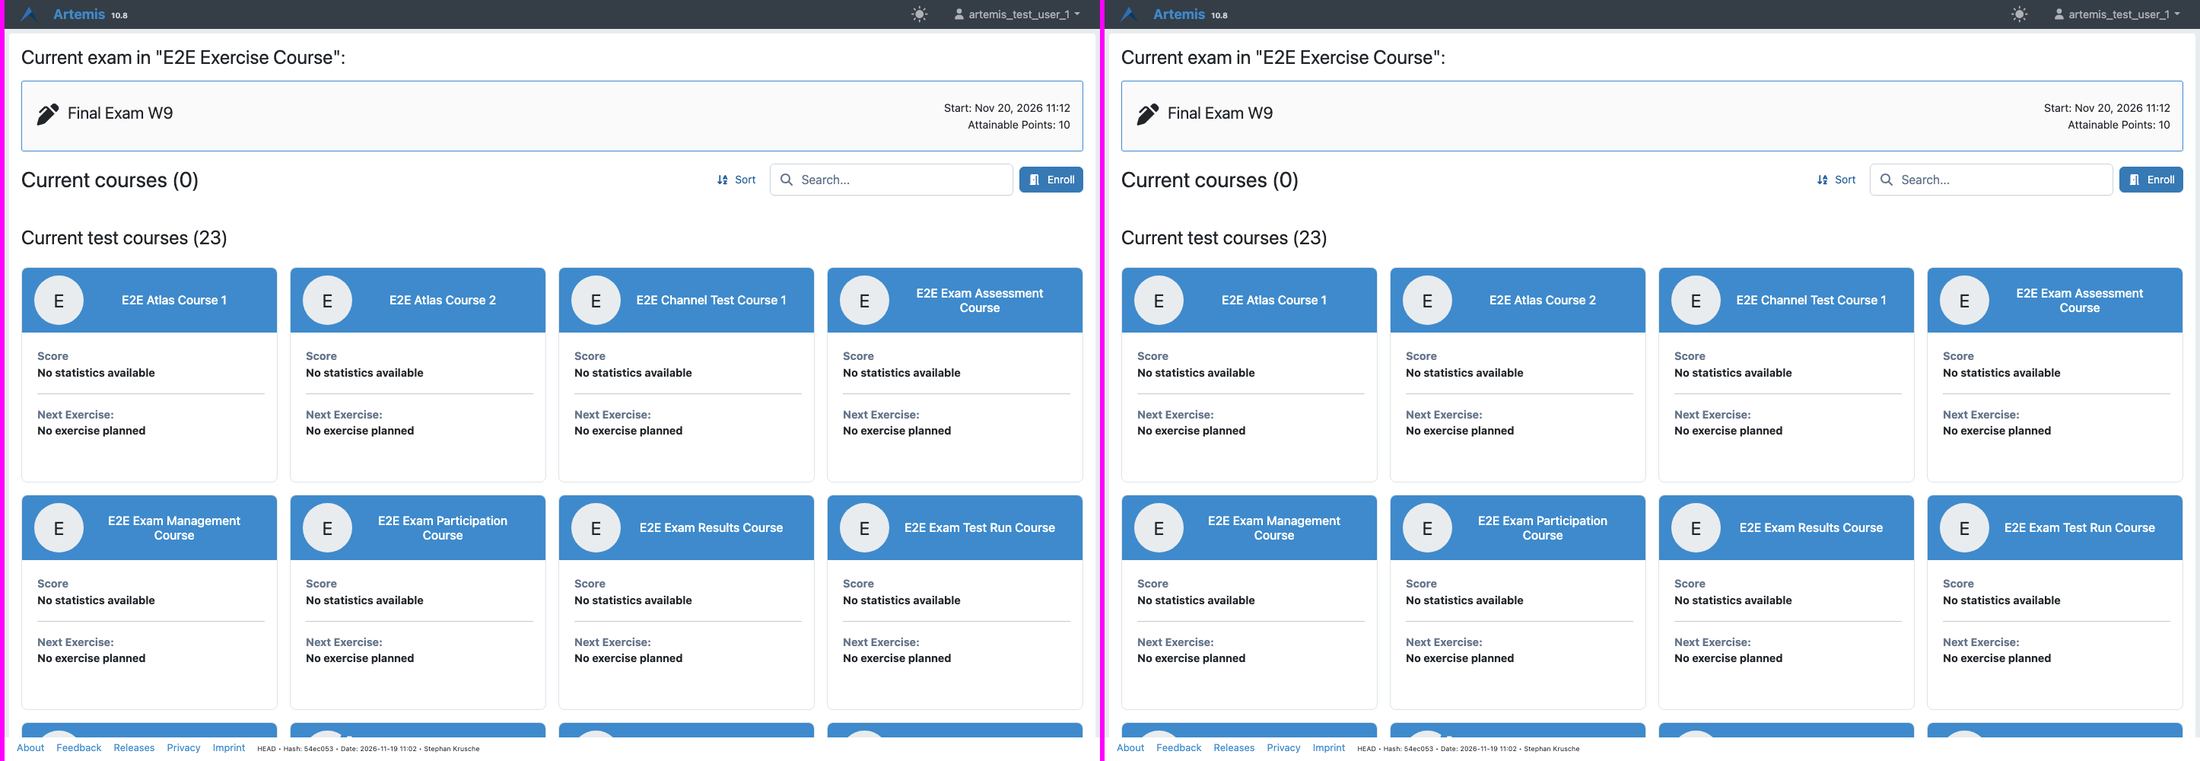 Artemis 10.8 artemis_test_user_1
Current exam in "E2E Exercise Course":
Final Exam W9
Start: Nov 20, 2026 11:12
Attainable Points: 10
Current courses (0)
Sort
Search...
Enroll
Current test courses (23)
E
E2E Atlas Course 1
E
E2E Atlas Course 2
E
E2E Channel Test Course 1
E
E2E Exam Assessment
Course
Score
No statistics available
Next Exercise:
No exercise planned
Score
No statistics available
Next Exercise:
No exercise planned
Score
No statistics available
Next Exercise:
No exercise planned
Score
No statistics available
Next Exercise:
No exercise planned
E
E2E Exam Management
Course
E
E2E Exam Participation
Course
E
E2E Exam Results Course
E
E2E Exam Test Run Course
Score
No statistics available
Next Exercise:
No exercise planned
Score
No statistics available
Next Exercise:
No exercise planned
Score
No statistics available
Next Exercise:
No exercise planned
Score
No statistics available
Next Exercise:
No exercise planned
About Feedback Releases Privacy Imprint HEAD • Hash: 54ec053 • Date: 2026-11-19 11:02 • Stephan Krusche
Artemis 10.8 artemis_test_user_1
Current exam in "E2E Exercise Course":
Final Exam W9
Start: Nov 20, 2026 11:12
Attainable Points: 10
Current courses (0)
Sort
Search...
Enroll
Current test courses (23)
E
E2E Atlas Course 1
E
E2E Atlas Course 2
E
E2E Channel Test Course 1
E
E2E Exam Assessment
Course
Score
No statistics available
Next Exercise:
No exercise planned
Score
No statistics available
Next Exercise:
No exercise planned
Score
No statistics available
Next Exercise:
No exercise planned
Score
No statistics available
Next Exercise:
No exercise planned
E
E2E Exam Management
Course
E
E2E Exam Participation
Course
E
E2E Exam Results Course
E
E2E Exam Test Run Course
Score
No statistics available
Next Exercise:
No exercise planned
Score
No statistics available
Next Exercise:
No exercise planned
Score
No statistics available
Next Exercise:
No exercise planned
Score
No statistics available
Next Exercise:
No exercise planned
About Feedback Releases Privacy Imprint HEAD • Hash: 54ec053 • Date: 2026-11-19 11:02 • Stephan Krusche